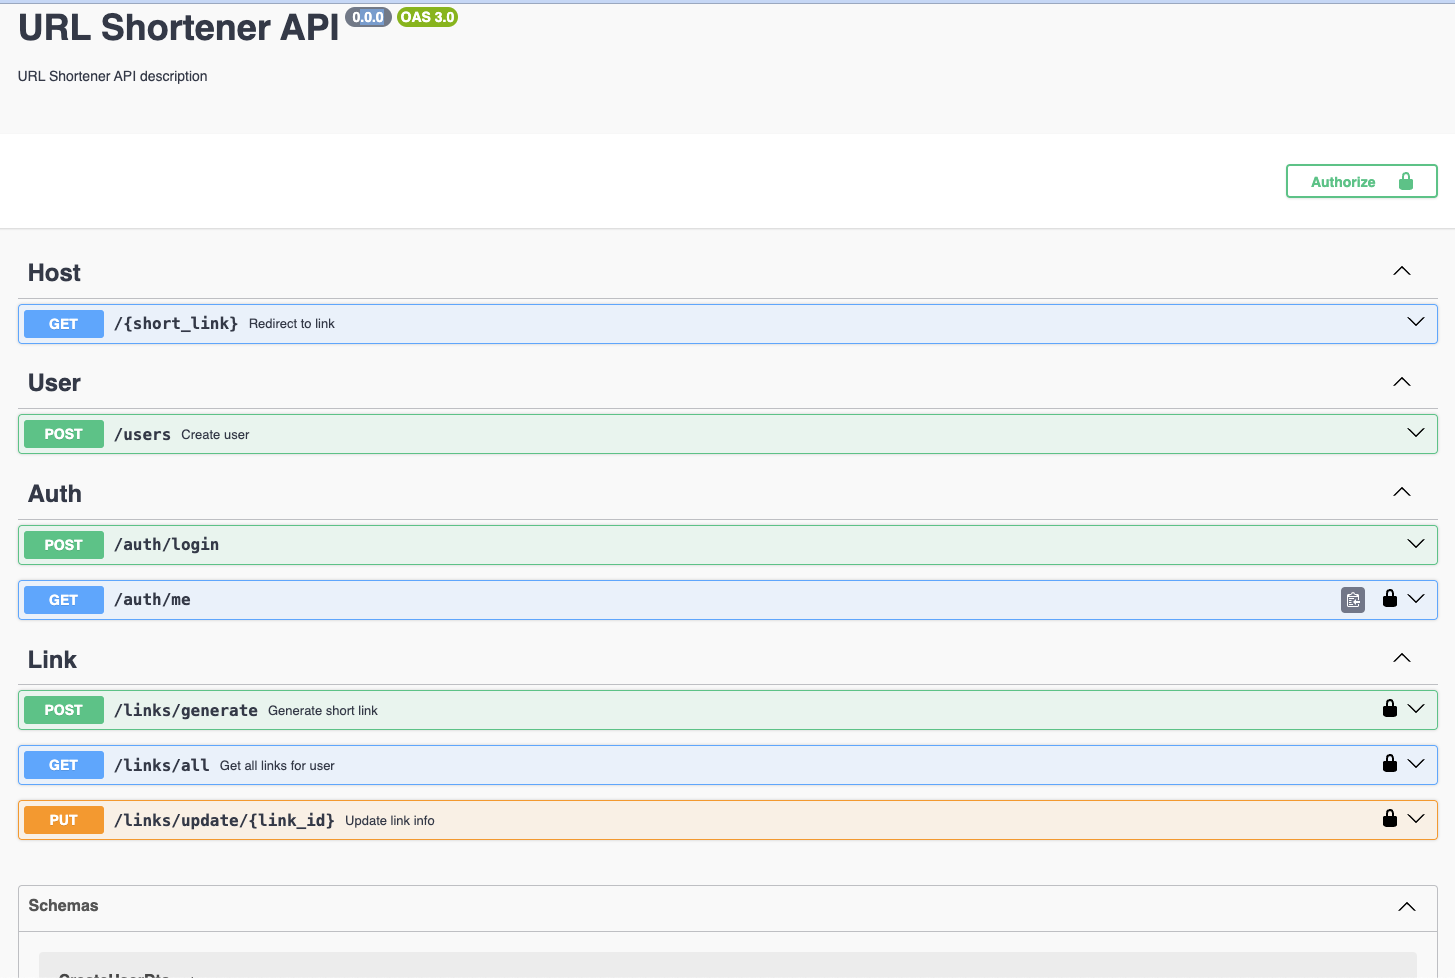 URL Shortener API 0.0.0 OAS 3.0
URL Shortener API description
Authorize
Host
GET /{short_link} Redirect to link
User
POST /users Create user
Auth
POST /auth/login
GET /auth/me
Link
POST /links/generate Generate short link
GET /links/all Get all links for user
PUT /links/update/{link_id} Update link info
Schemas
CreateUserDto